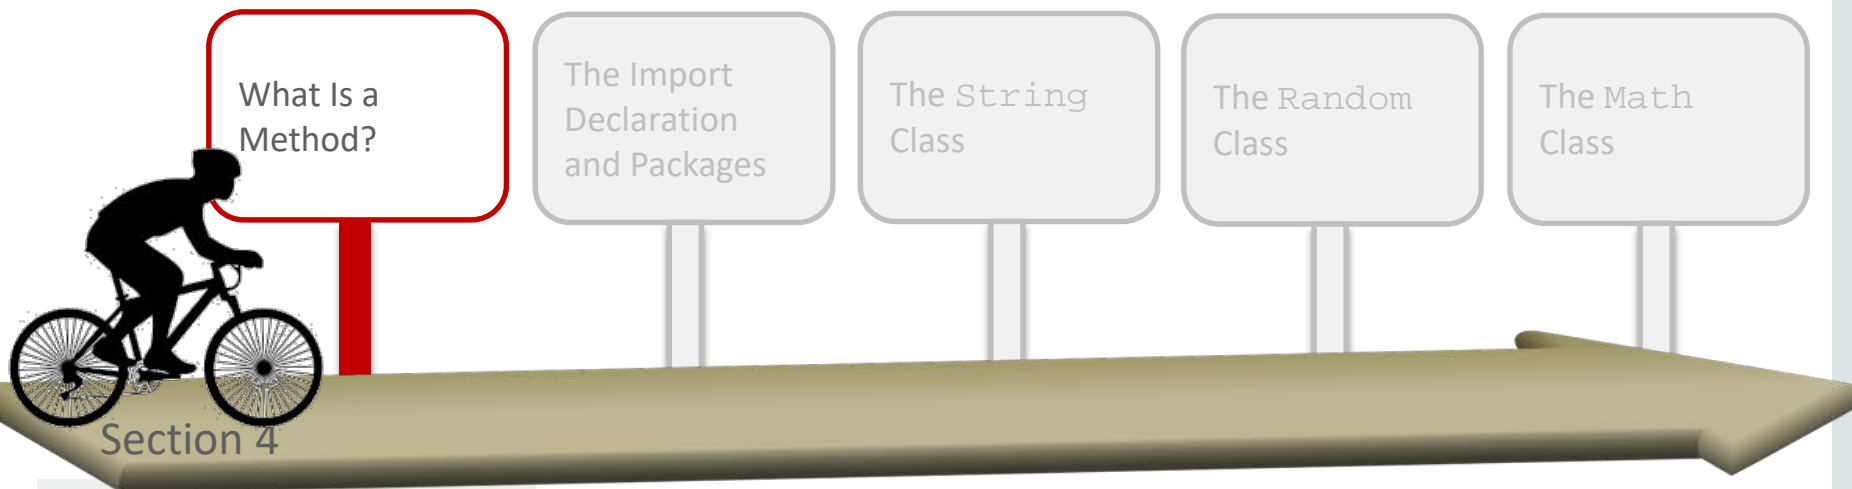 What Is a
Method?
The Import
Declaration
and Packages
The String
Class
The Random
Class
The Math
Class
Section 4